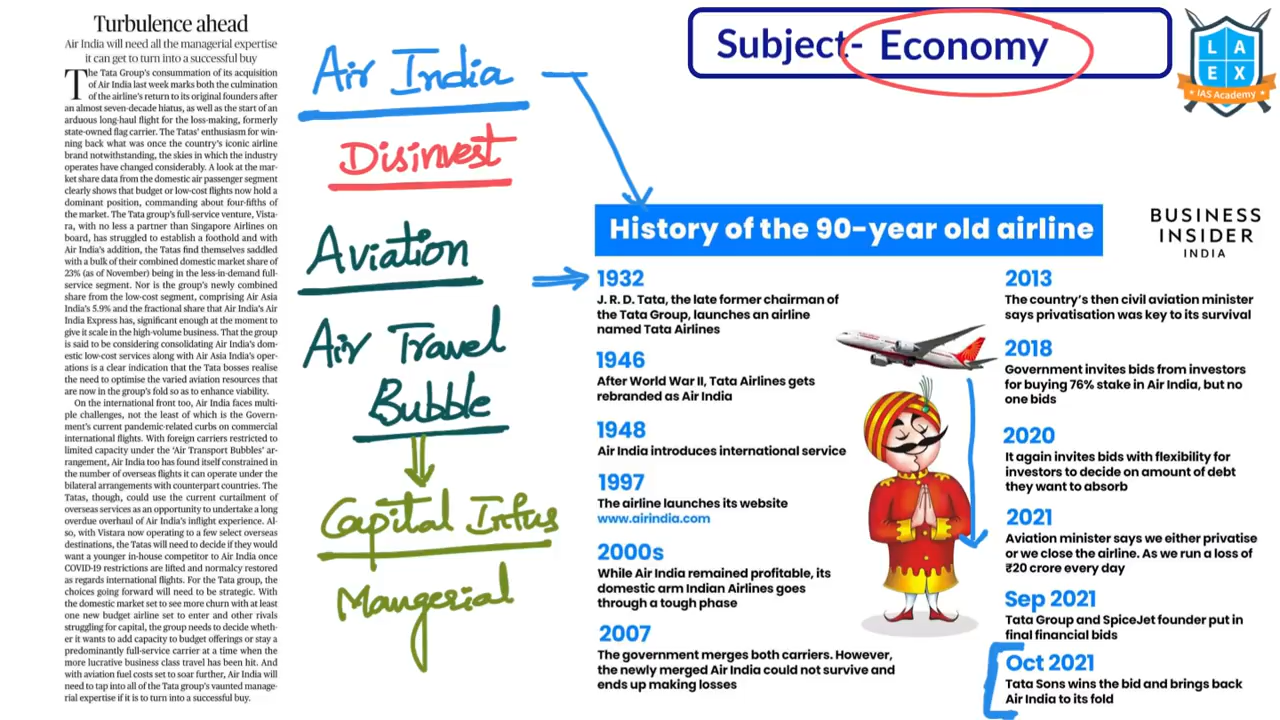 Turbulence ahead
Air India will need all the managerial expertise
it can get to turn into a successful buy
The Tata Group's consummation of its acquisition
of Air India last week marks both the culmination
of the airline's return to its original founders after
an almost seven-decade hiatus, as well as the start of an
arduous long-haul flight for the loss-making, formerly
state-owned flag carrier. The Tatas' enthusiasm for win-
ning back what was once the country's iconic airline
brand notwithstanding, the skies in which the industry
operates have changed considerably. A look at the mar-
ket share data from the domestic air passenger segment
clearly shows that budget or low-cost flights now hold a
dominant position, commanding about four-fifths of
the market. The Tata group's full-service venture, Vista-
ra, with no less a partner than Singapore Airlines on
board, has struggled to establish a foothold and with
Air India's addition, the Tatas find themselves saddled
with a bulk of their combined domestic market share of
23% (as of November) being in the less-in-demand full-
service segment. Nor is the group's newly combined
share from the low-cost segment, comprising Air Asia
India's 5.9% and the fractional share that Air India's Air
India Express has, significant enough at the moment to
give it scale in the high-volume business. That the group
is said to be considering consolidating Air India's dom-
estic low-cost services along with Air Asia India's oper-
ations is a clear indication that the Tata bosses realise
the need to optimise the varied aviation resources that
are now in the group's fold so as to enhance viability.
On the international front too, Air India faces multi-
ple challenges, not the least of which is the Govern-
ment's current pandemic-related curbs on commercial
international flights. With foreign carriers restricted to
limited capacity under the 'Air Transport Bubbles' ar-
rangement, Air India too has found itself constrained in
the number of overseas flights it can operate under the
bilateral arrangements with counterpart countries. The
Tatas, though, could use the current curtailment of
overseas services as an opportunity to undertake a long
overdue overhaul of Air India's inflight experience. Al-
so, with Vistara now operating to a few select overseas
destinations, the Tatas will need to decide if they would
want a younger in-house competitor to Air India once
COVID-19 restrictions are lifted and normalcy restored
as regards international flights. For the Tata group, the
choices going forward will need to be strategic. With
the domestic market set to see more churn with at least
one new budget airline set to enter and other rivals
struggling for capital, the group needs to decide wheth-
er it wants to add capacity to budget offerings or stay a
predominantly full-service carrier at a time when the
more lucrative business class travel has been hit. And
with aviation fuel costs set to soar further, Air India will
need to tap into all of the Tata group's vaunted manage-
rial expertise if it is to turn into a successful buy.
Air India
Disinvest
Aviation
Air Travel
Bubble
Capital Infus
Mangerial
Subject- Economy
L A
E X
IAS Academy
History of the 90-year old airline
BUSINESS
INSIDER
INDIA
1932
J. R. D. Tata, the late former chairman of
the Tata Group, launches an airline
named Tata Airlines
1946
After World War II, Tata Airlines gets
rebranded as Air India
1948
Air India introduces international service
1997
The airline launches its website
www.airindia.com
2000s
While Air India remained profitable, its
domestic arm Indian Airlines goes
through a tough phase
2007
The government merges both carriers. However,
the newly merged Air India could not survive and
ends up making losses
2013
The country's then civil aviation minister
says privatisation was key to its survival
2018
Government invites bids from investors
for buying 76% stake in Air India, but no
one bids
2020
It again invites bids with flexibility for
investors to decide on amount of debt
they want to absorb
2021
Aviation minister says we either privatise
or we close the airline. As we run a loss of
₹20 crore every day
Sep 2021
Tata Group and SpiceJet founder put in
final financial bids
Oct 2021
Tata Sons wins the bid and brings back
Air India to its fold